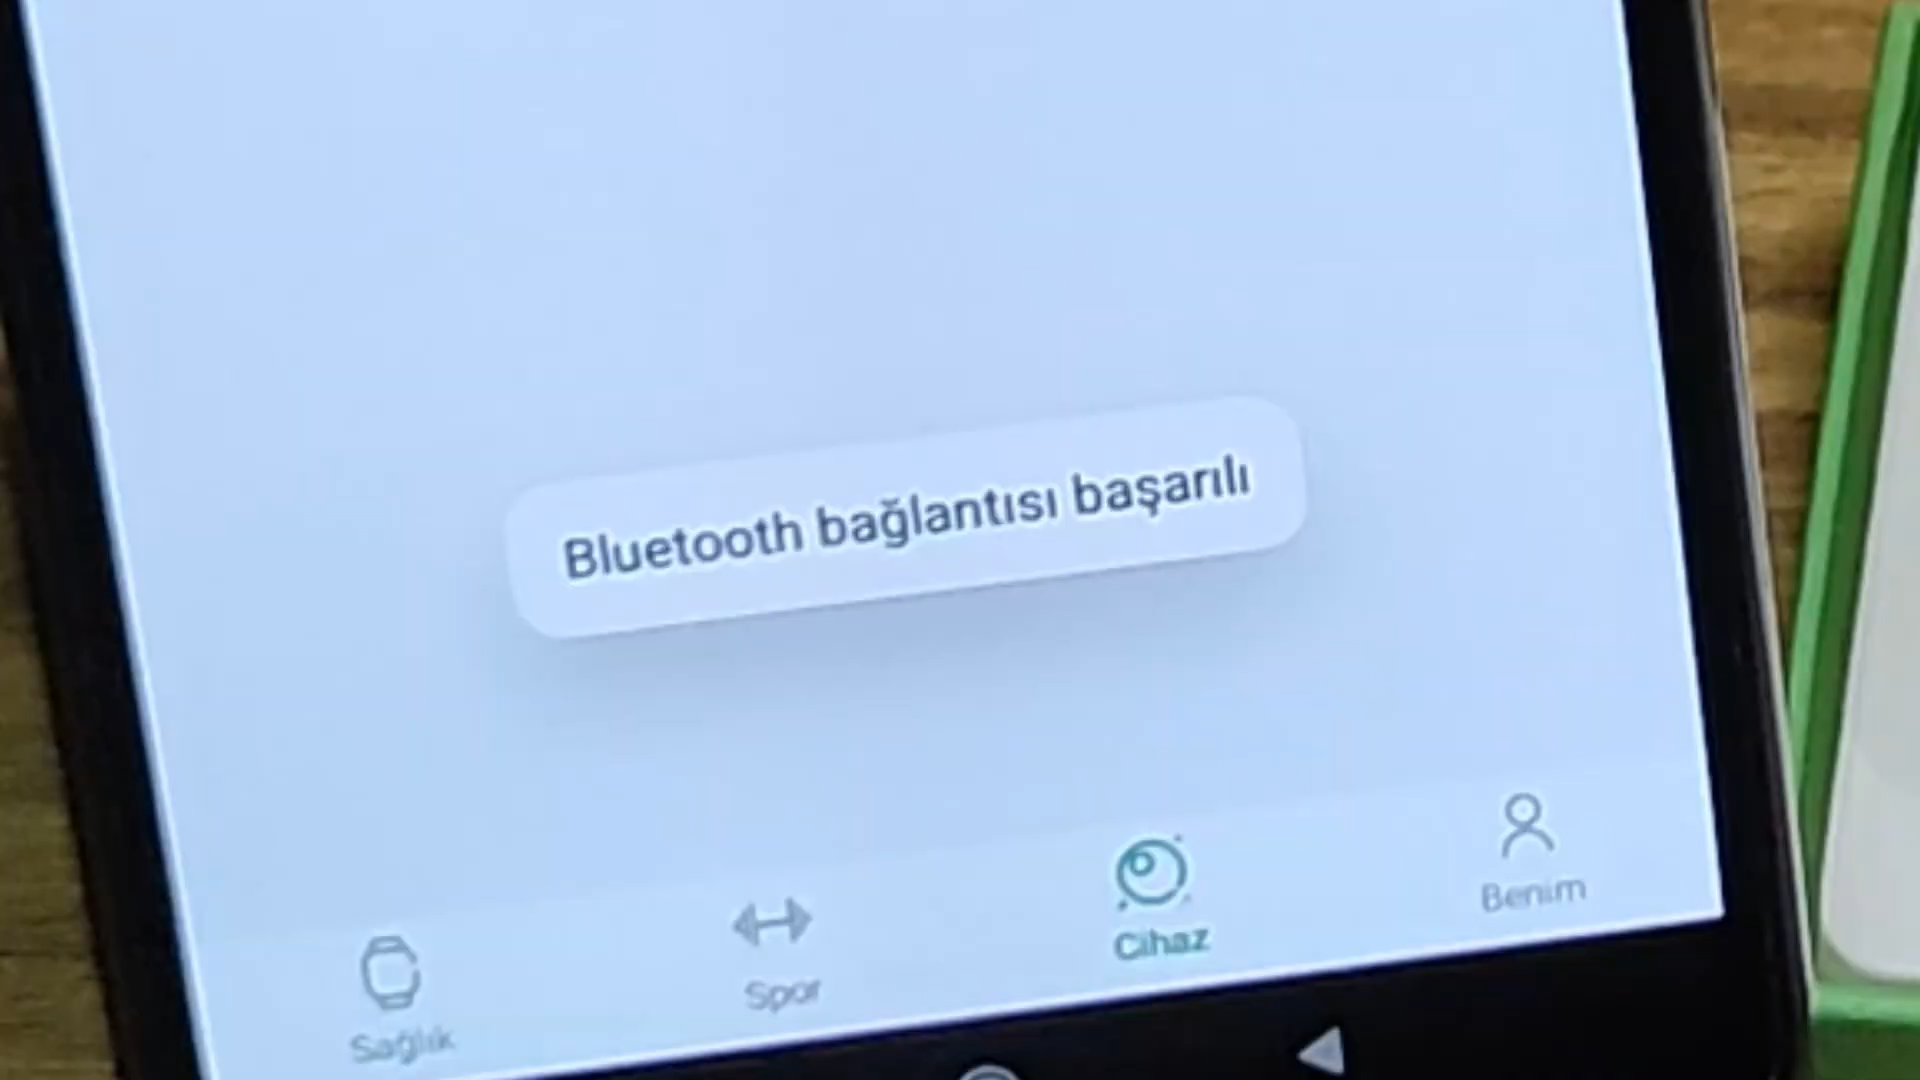 Bluetooth bağlantısı başarılı
Sağlık
Spor
Cihaz
Benim